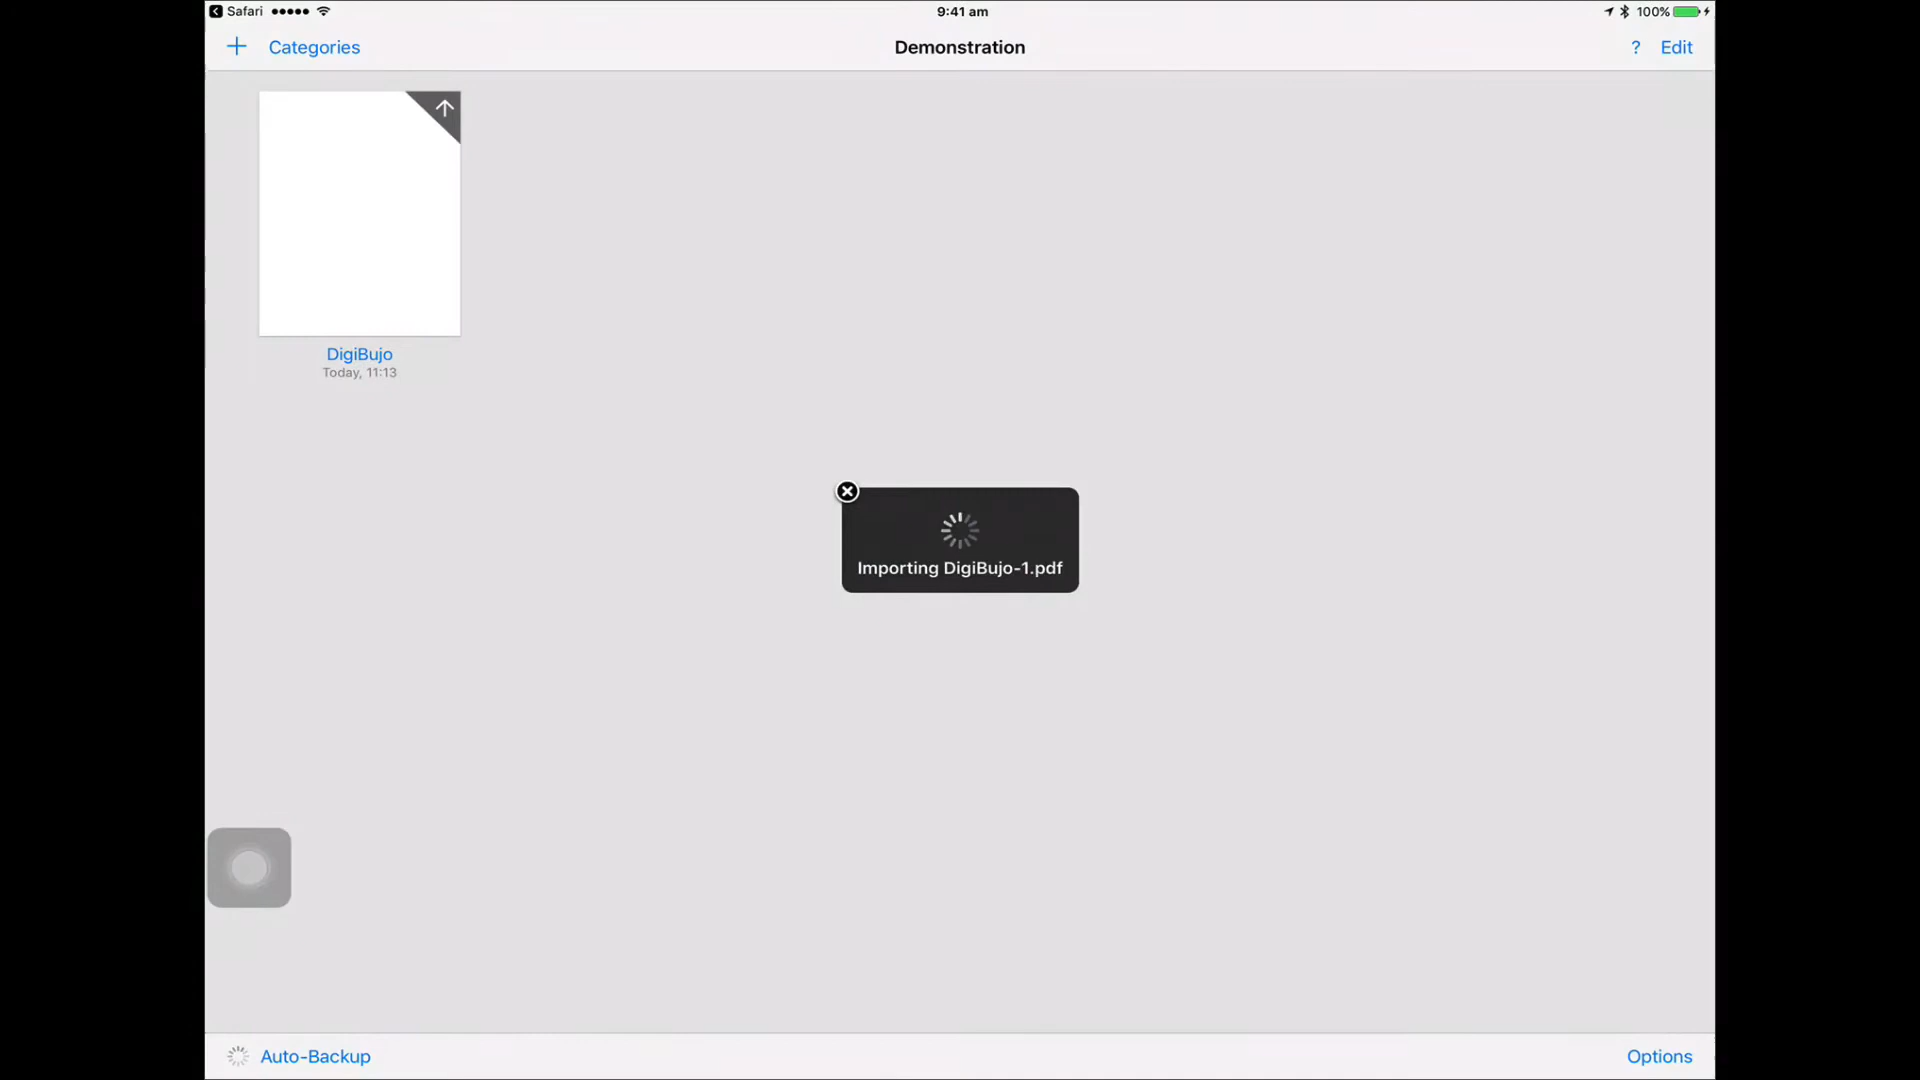 Safari
9:41 am
100%
+ Categories
Demonstration
? Edit
DigiBujo
Today, 11:13
Importing DigiBujo-1.pdf
Auto-Backup
Options